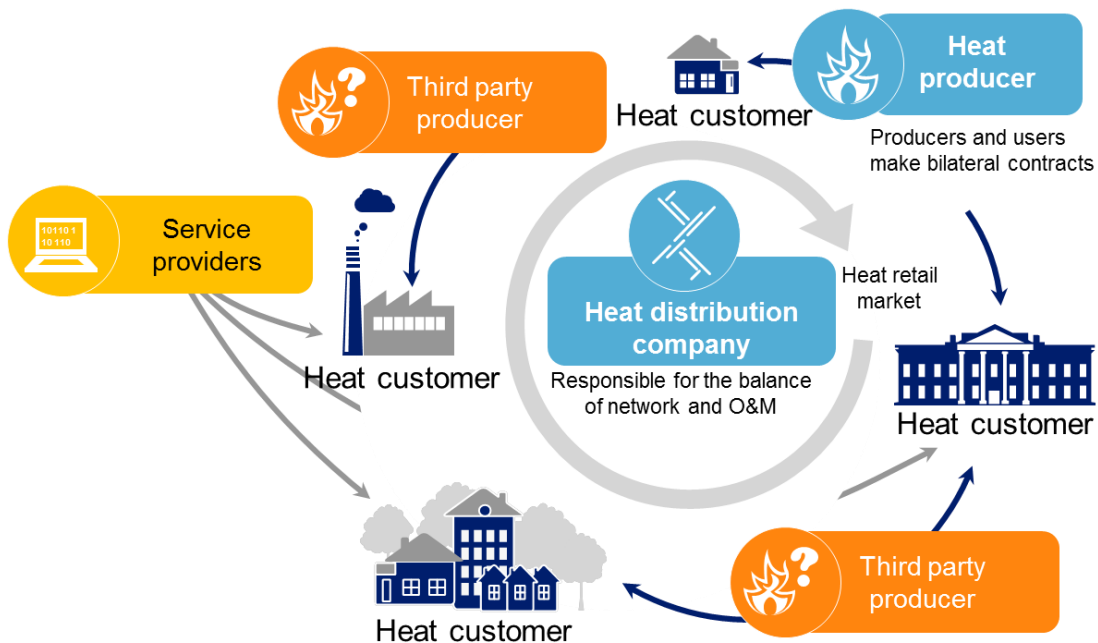 Heat
producer
Third party
producer
Heat customer
Producers and users
make bilateral contracts
10110 1
10 110
Service
providers
Heat retail
market
Heat distribution
company
Heat customer
Responsible for the balance
of network and O&M
Heat customer
?
Third party
producer
?
Heat customer